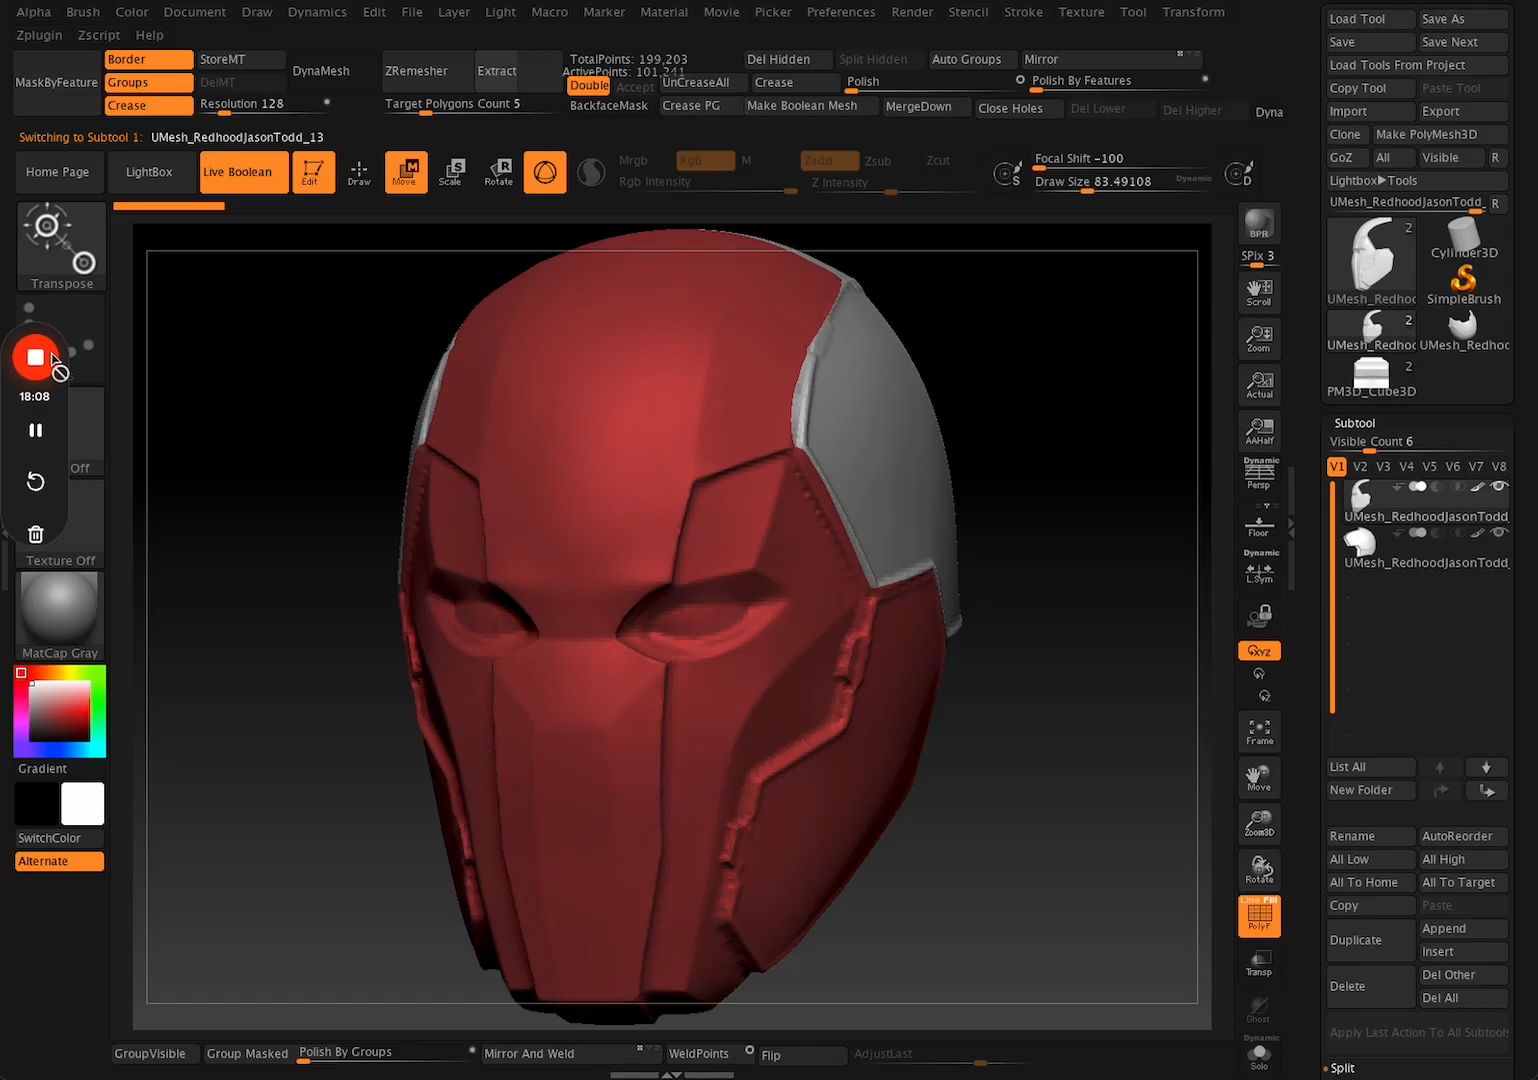 Alpha Brush Color Document Draw Dynamics Edit File Layer Light Macro Marker Material Movie Picker Preferences Render Stencil Stroke Texture Tool Transform
Zplugin Zscript Help
MaskByFeature
Border
Groups
Crease
StoreMT
DelMT
Resolution 128
DynaMesh
ZRemesher
Extract
Target Polygons Count 5
TotalPoints: 199,203
ActivePoints: 101,241
Double
Accept
BackfaceMask
UnCreaseAll
Crease PG
Del Hidden
Split Hidden
Auto Groups
Mirror
Crease
Polish
Polish By Features
Make Boolean Mesh
MergeDown
Close Holes
Del Lower
Del Higher
Dyna
Switching to Subtool 1: UMesh_RedhoodJasonTodd_13
Home Page
LightBox
Live Boolean
Edit
Draw
Move
Scale
Rotate
Mrgb
Rgb
M
Rgb Intensity
Zadd
Zsub
Zcut
Z Intensity
S
Focal Shift -100
Draw Size 83.49108
Dynamic
D
Transpose
18:08
Off
Texture Off
MatCap Gray
Gradient
SwitchColor
Alternate
BPR
SPix 3
Scroll
Zoom
Actual
AAHalf
Dynamic
Persp
Floor
Dynamic
L.Sym
XYZ
Y
Z
Frame
Move
Zoom3D
Rotate
Line Fill
PolyF
Transp
Ghost
Dynamic
Solo
GroupVisible
Group Masked
Polish By Groups
Mirror And Weld
WeldPoints
Flip
AdjustLast
Load Tool
Save As
Save
Save Next
Load Tools From Project
Copy Tool
Paste Tool
Import
Export
Clone
Make PolyMesh3D
GoZ
All
Visible
R
Lightbox▶Tools
UMesh_RedhoodJasonTodd_
R
2
UMesh_Redhoo
Cylinder3D
SimpleBrush
2
UMesh_Redhoo
UMesh_Redhoo
2
PM3D_Cube3D
Subtool
Visible Count 6
V1 V2 V3 V4 V5 V6 V7 V8
UMesh_RedhoodJasonTodd_
UMesh_RedhoodJasonTodd_
List All
New Folder
Rename
AutoReorder
All Low
All High
All To Home
All To Target
Copy
Paste
Duplicate
Append
Insert
Delete
Del Other
Del All
Apply Last Action To All Subtools
Split